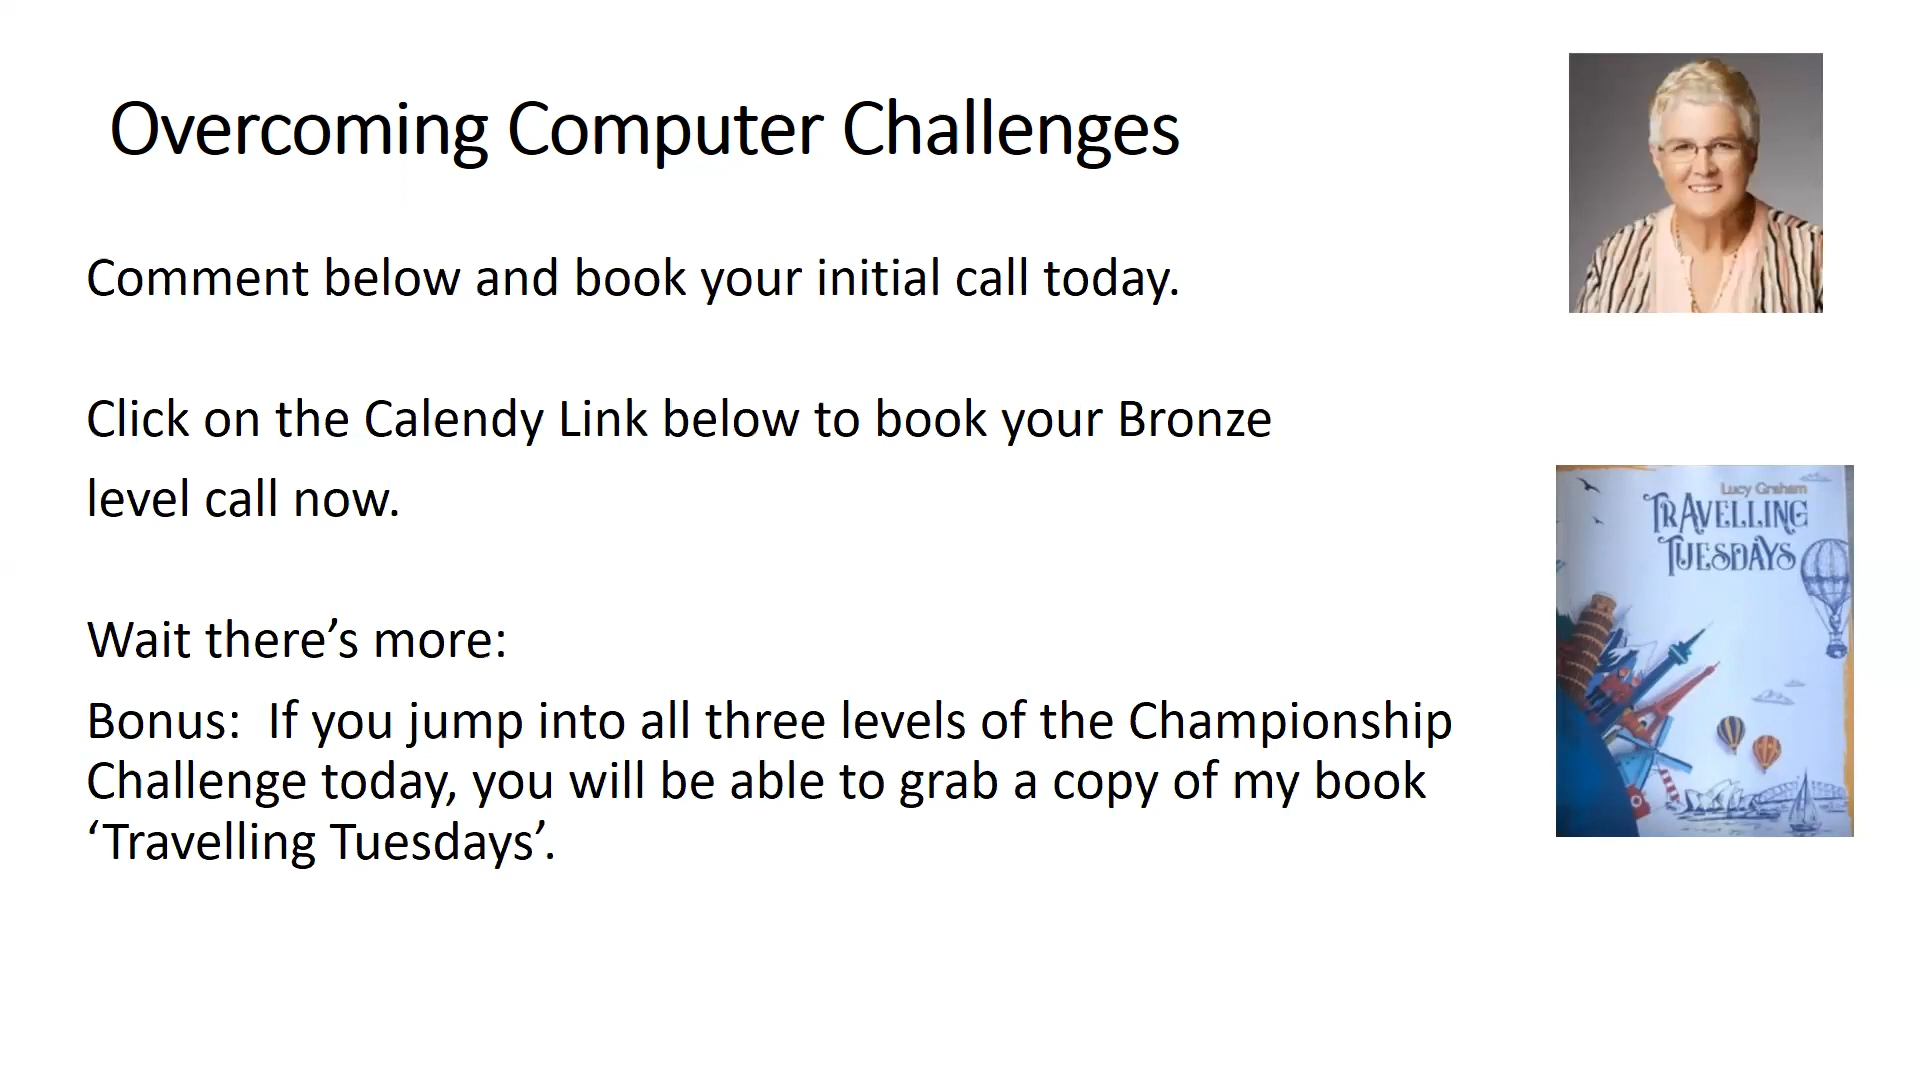 Overcoming Computer Challenges
Comment below and book your initial call today.
Click on the Calendy Link below to book your Bronze
level call now.
Wait there’s more:
Bonus:  If you jump into all three levels of the Championship
Challenge today, you will be able to grab a copy of my book
‘Travelling Tuesdays’.
Lucy Graham
TRAVELLING
TUESDAYS